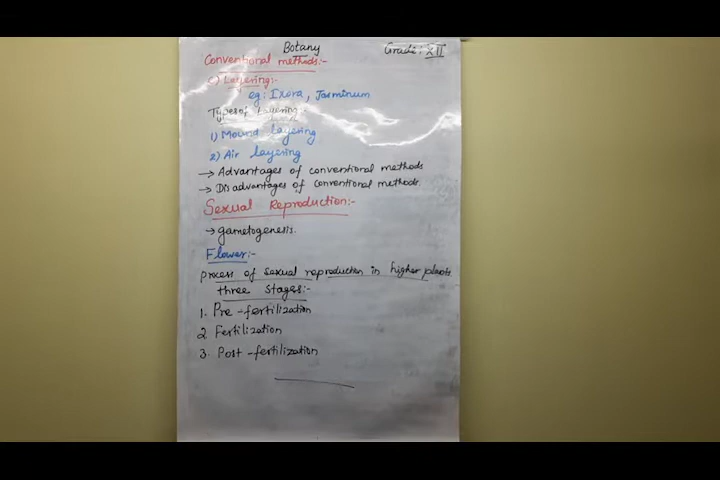 Botany
Grade: XII
Conventional methods:-
c) Layering:-
eg: Ixora, Jasminum
Types of Layering
1) Mound layering
2) Air layering
→ Advantages of conventional methods
→ Disadvantages of conventional methods.
Sexual Reproduction:-
→ gametogenesis.
Flower:-
process of sexual reproduction in higher plants
three stages:-
1. Pre-fertilization
2 Fertilization
3. Post-fertilization